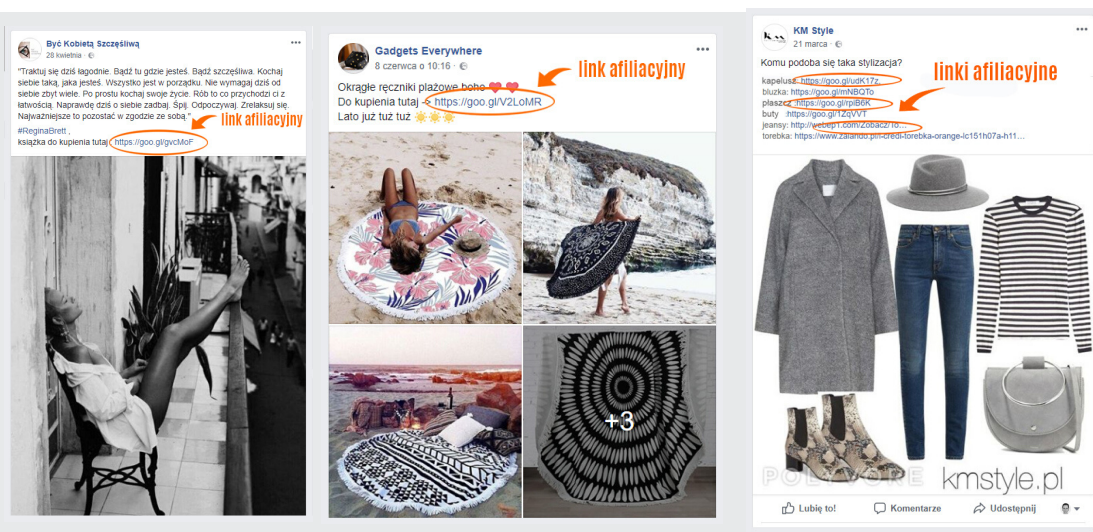 Być Kobietą Szczęśliwą
28 kwietnia ·
"Traktuj się dziś łagodnie. Bądź tu gdzie jesteś. Bądź szczęśliwa. Kochaj
siebie taką, jaka jesteś. Wszystko jest w porządku. Nie wymagaj dziś od
siebie zbyt wiele. Po prostu kochaj swoje życie. Rób to co przychodzi ci z
łatwością. Naprawdę dziś o siebie zadbaj. Śpij. Odpoczywaj. Zrelaksuj się.
Najważniejsze to pozostać w zgodzie ze sobą."
link afiliacyjny
#ReginaBrett ,
książka do kupienia tutaj https://goo.gl/gvcMoF
Gadgets Everywhere
8 czerwca o 10:16 ·
link afiliacyjny
Okrągłe ręczniki plażowe boho
Do kupienia tutaj -> https://goo.gl/V2LoMR
Lato już tuż tuż
+3
KM Style
21 marca ·
Komu podoba się taka stylizacja?
linki afiliacyjne
kapelusz: https://goo.gl/udK17z,
bluzka: https://goo.gl/mNBQTo
płaszcz :https://goo.gl/rpiB6K
buty :https://goo.gl/1ZqVVT
jeansy: http://webep1.com/Zobacz/To...
torebka: https://www.zalando.pl/i-credi-torebka-orange-lc151h07a-h11...
POLYVORE
kmstyle.pl
Lubię to!
Komentarze
Udostępnij